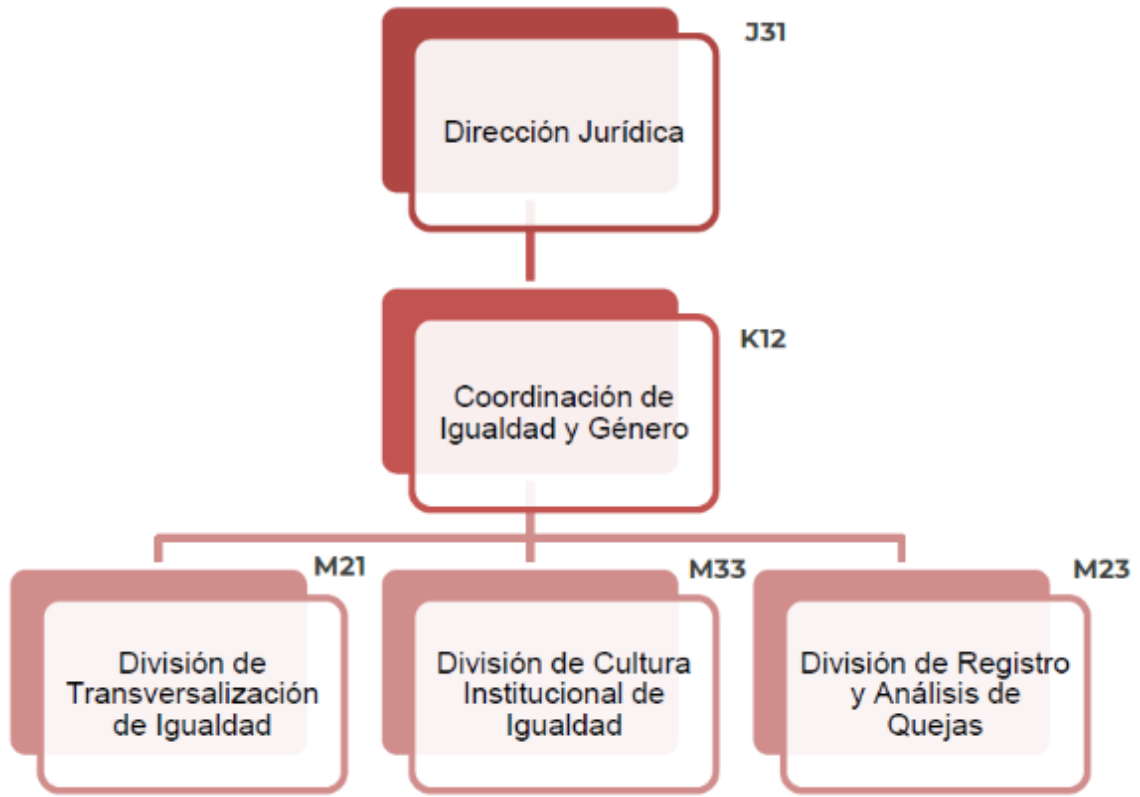 J31
Dirección Jurídica
K12
Coordinación de
Igualdad y Género
M21
División de
Transversalización
de Igualdad
M33
División de Cultura
Institucional de
Igualdad
M23
División de Registro
y Análisis de
Quejas